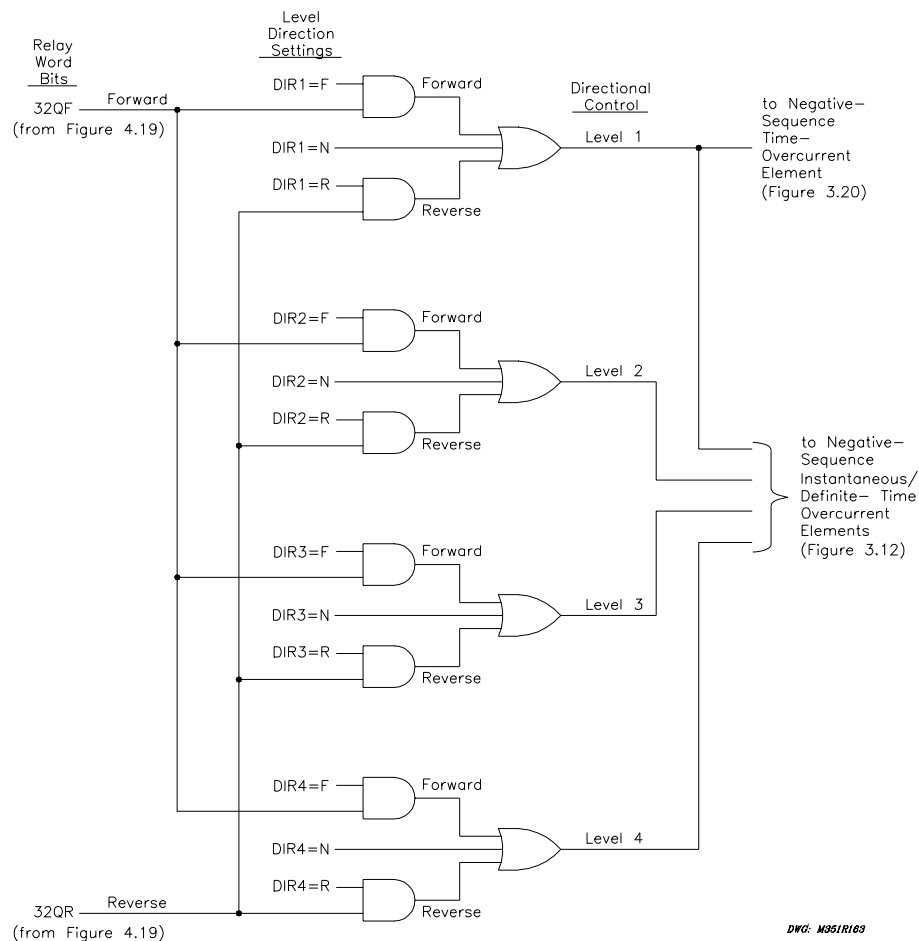 Relay
Word
Bits
32QF
Forward
(from Figure 4.19)
Level
Direction
Settings
DIR1=F
Forward
DIR1=N
DIR1=R
Reverse
Directional
Control
Level 1
to Negative–
Sequence
Time–
Overcurrent
Element
(Figure 3.20)
DIR2=F
Forward
DIR2=N
Level 2
DIR2=R
Reverse
to Negative–
Sequence
Instantaneous/
Definite– Time
Overcurrent
Elements
(Figure 3.12)
DIR3=F
Forward
DIR3=N
Level 3
DIR3=R
Reverse
DIR4=F
Forward
DIR4=N
Level 4
DIR4=R
Reverse
32QR
Reverse
(from Figure 4.19)
DWG: M351R163